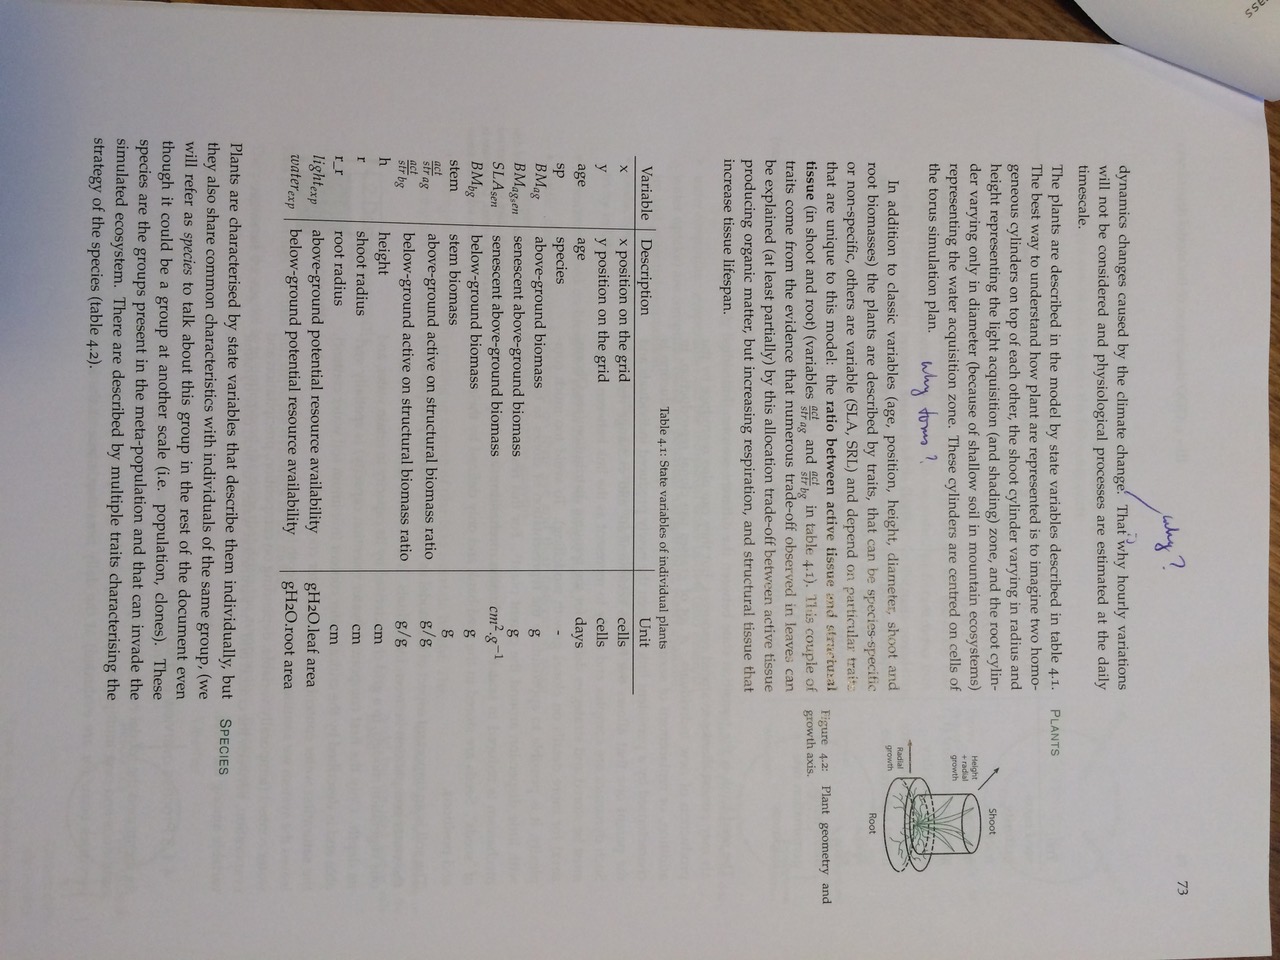 ass
73
why?
dynamics changes caused by the climate change. That is why hourly variations
will not be considered and physiological processes are estimated at the daily
timescale.
The plants are described in the model by state variables described in table 4.1.
PLANTS
The best way to understand how plant are represented is to imagine two homo-
geneous cylinders on top of each other, the shoot cylinder varying in radius and
height representing the light acquisition (and shading) zone, and the root cylin-
der varying only in diameter (because of shallow soil in mountain ecosystems)
representing the water acquisition zone. These cylinders are centred on cells of
the torus simulation plan.
why torus?
Shoot
Height
+ radial
growth
Radial
growth
Root
Figure 4.2: Plant geometry and
growth axis.
In addition to classic variables (age, position, height, diameter, shoot and
root biomasses) the plants are described by traits, that can be species-specific
or non-specific, others are variable (SLA, SRL) and depend on particular traits
that are unique to this model: the ratio between active tissue and structural
tissue (in shoot and root) (variables act/str ag and act/str bg in table 4.1). This couple of
traits come from the evidence that numerous trade-off observed in leaves can
be explained (at least partially) by this allocation trade-off between active tissue
producing organic matter, but increasing respiration, and structural tissue that
increase tissue lifespan.
Table 4.1: State variables of individual plants
Variable Description Unit
x x position on the grid cells
y y position on the grid cells
age age days
sp species -
BMag above-ground biomass g
BMagsen senescent above-ground biomass g
SLAsen senescent above-ground biomass cm².g⁻¹
BMbg below-ground biomass g
stem stem biomass g
act/str ag above-ground active on structural biomass ratio g/g
act/str bg below-ground active on structural biomass ratio g/g
h height cm
r shoot radius cm
r_r root radius cm
lightexp above-ground potential resource availability gH2O.leaf area
waterexp below-ground potential resource availability gH2O.root area
Plants are characterised by state variables that describe them individually, but
SPECIES
they also share common characteristics with individuals of the same group, (we
will refer as species to talk about this group in the rest of the document even
though it could be a group at another scale (i.e. population, clones). These
species are the groups present in the meta-population and that can invade the
simulated ecosystem. There are described by multiple traits characterising the
strategy of the species (table 4.2).